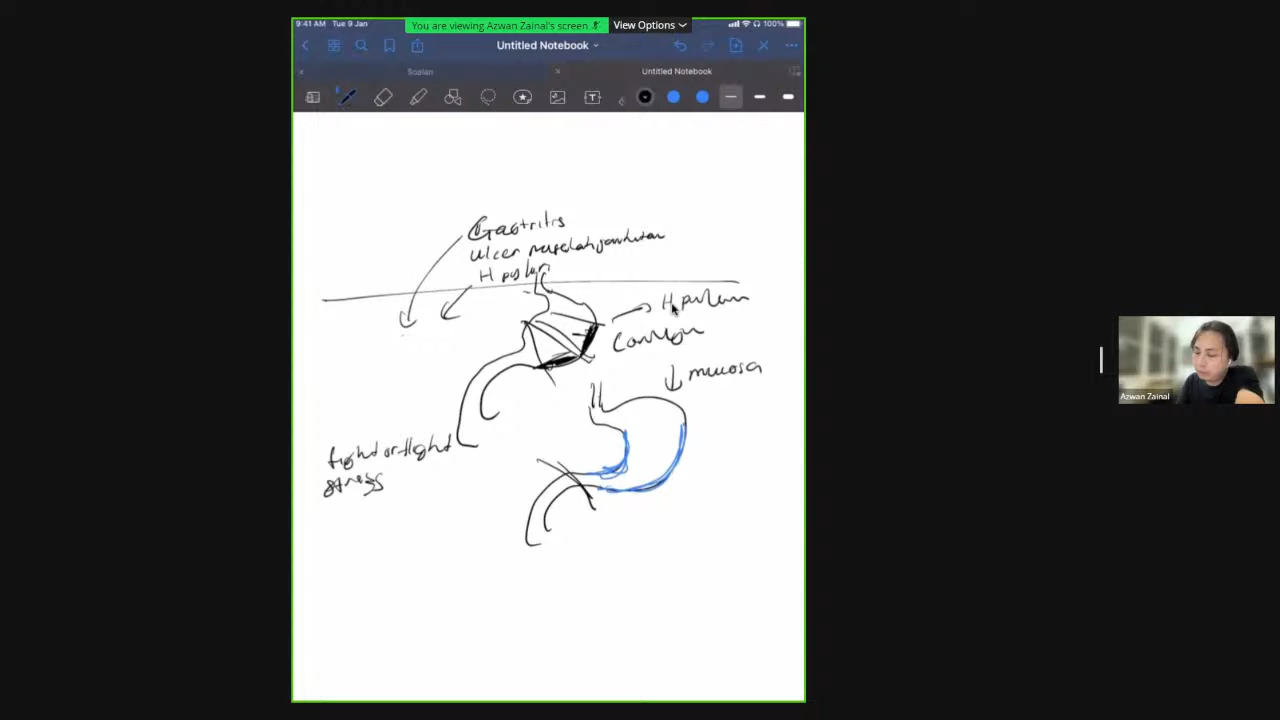 You are viewing Azwan Zainal's screen
View Options
9:41 AM Tue 9 Jan
100%
Untitled Notebook
Untitled Notebook
Gastritis
ulcer
H pylori
H pylori
mucosa
fight or flight
stress
Azwan Zainal